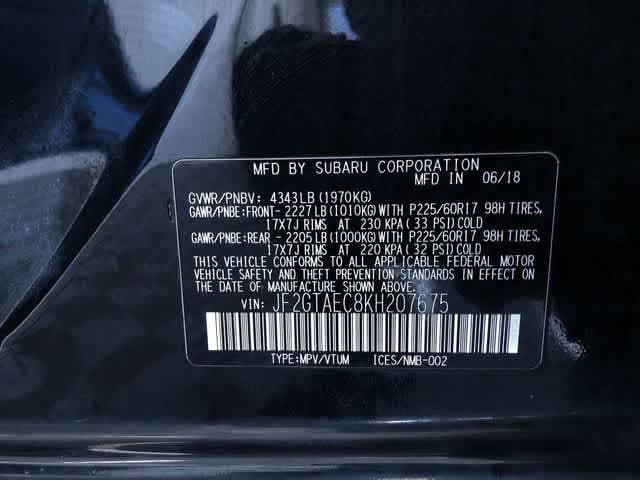 MFD BY SUBARU CORPORATION
MFD IN 06/18
GVWR/PNBV: 4343LB (1970KG)
GAWR/PNBE: FRONT- 2227LB (1010KG) WITH P225/60R17 98H TIRES,
17X7J RIMS AT 230 KPA ( 33 PSI) COLD
GAWR/PNBE: REAR - 2205LB (1000KG) WITH P225/60R17 98H TIRES,
17X7J RIMS AT 220 KPA ( 32 PSI) COLD
THIS VEHICLE CONFORMS TO ALL APPLICABLE FEDERAL MOTOR
VEHICLE SAFETY AND THEFT PREVENTION STANDARDS IN EFFECT
ON THE DATE OF MANUFACTURE SHOWN ABOVE.
VIN: JF2GTAEC8KH207675
TYPE: MPV/VTUM ICES/NMB-002